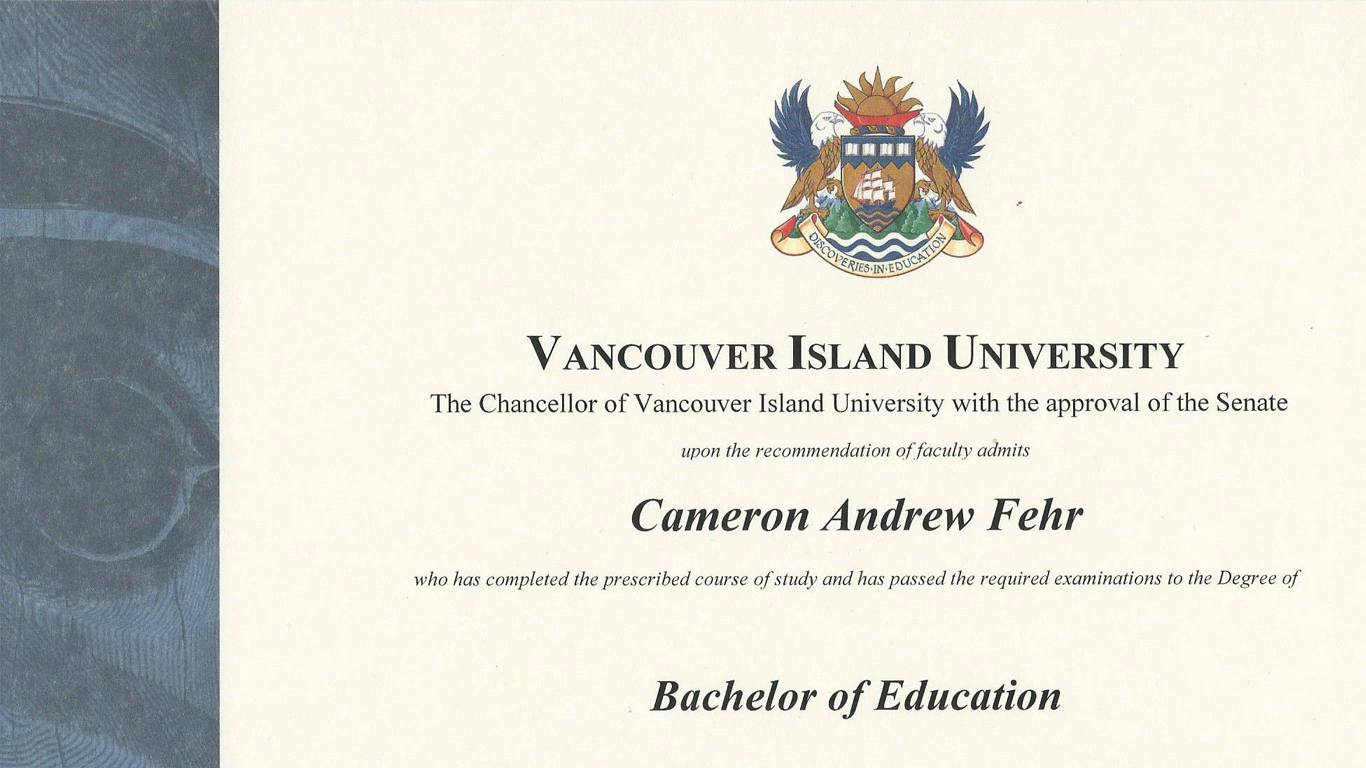 DISCOVERIES·IN·EDUCATION
VANCOUVER ISLAND UNIVERSITY
The Chancellor of Vancouver Island University with the approval of the Senate
upon the recommendation of faculty admits
Cameron Andrew Fehr
who has completed the prescribed course of study and has passed the required examinations to the Degree of
Bachelor of Education